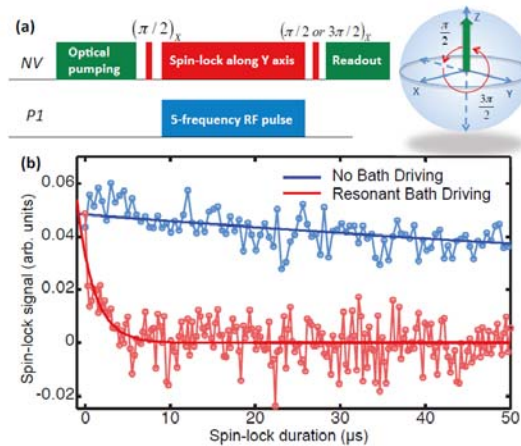 (a)
(π/2)X
(π/2 or 3π/2)X
NV
Optical pumping
Spin-lock along Y axis
Readout
P1
5-frequency RF pulse
π/2
Z
X
Y
3π/2
(b)
No Bath Driving
Resonant Bath Driving
Spin-lock signal (arb. units)
0.06
0.04
0.02
0
-0.02
0
10
20
30
40
50
Spin-lock duration (µs)